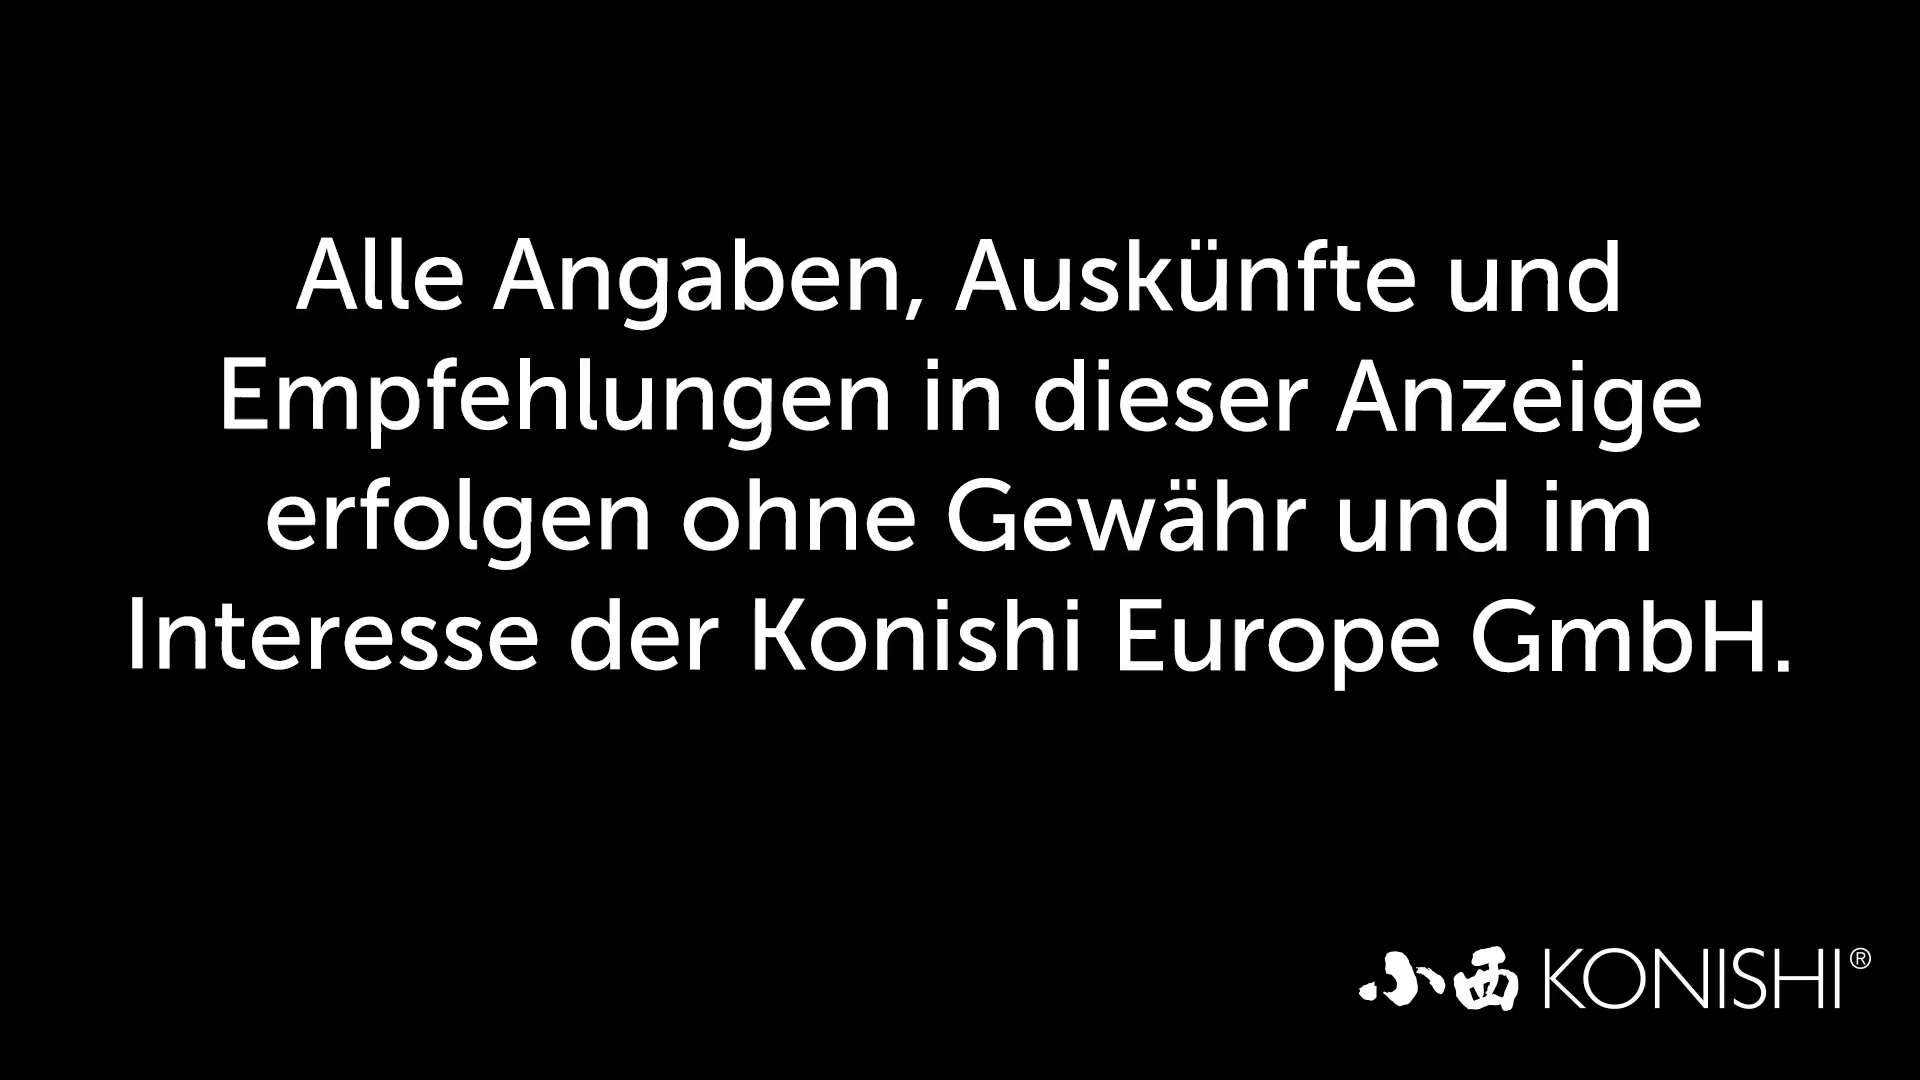 Alle Angaben, Auskünfte und
Empfehlungen in dieser Anzeige
erfolgen ohne Gewähr und im
Interesse der Konishi Europe GmbH.
小西 KONISHI®